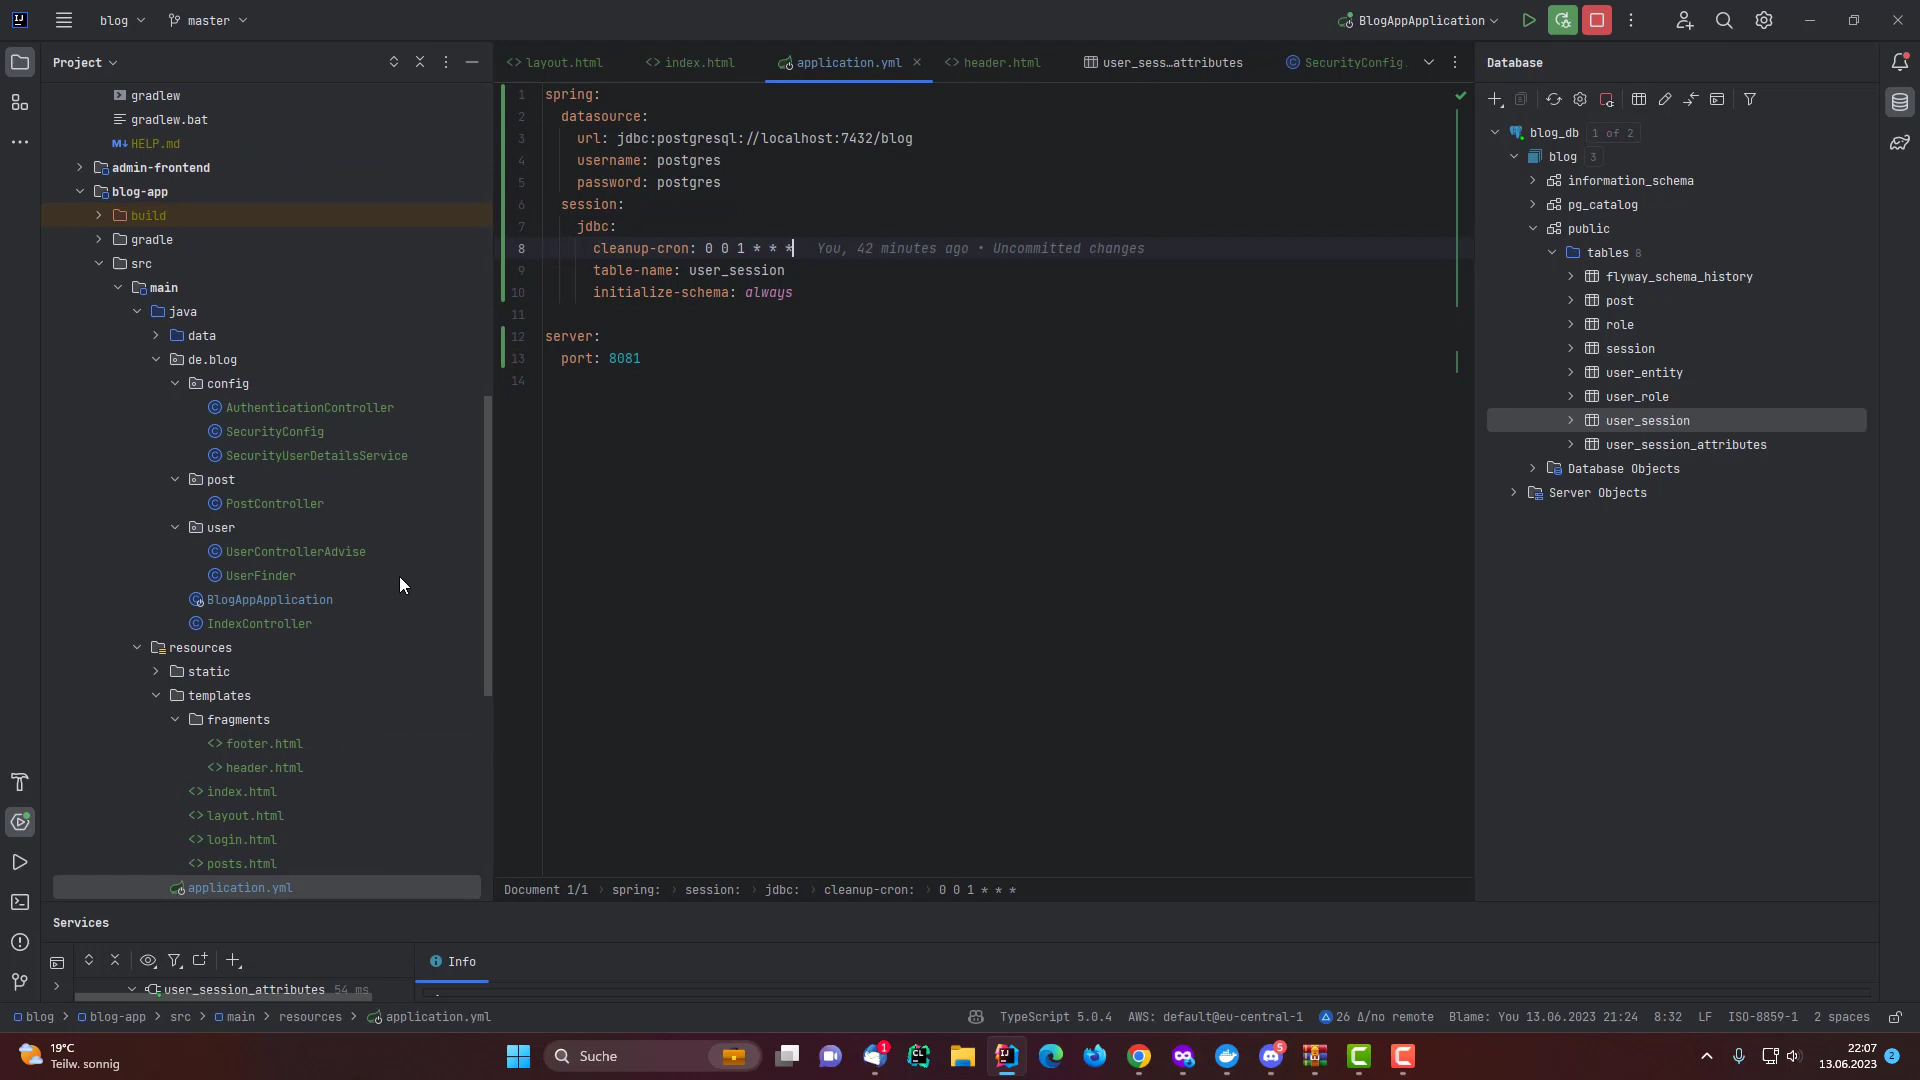 blog
master
BlogAppApplication
Project
layout.html
index.html
application.yml
header.html
user_sess…attributes
SecurityConfig.
Database
gradlew
gradlew.bat
M↓ HELP.md
admin-frontend
blog-app
build
gradle
src
main
java
data
de.blog
config
AuthenticationController
SecurityConfig
SecurityUserDetailsService
post
PostController
user
UserControllerAdvise
UserFinder
BlogAppApplication
IndexController
resources
static
templates
fragments
footer.html
header.html
index.html
layout.html
login.html
posts.html
application.yml
1 spring:
2 datasource:
3 url: jdbc:postgresql://localhost:7432/blog
4 username: postgres
5 password: postgres
6 session:
7 jdbc:
8 cleanup-cron: 0 0 1 * * * You, 42 minutes ago • Uncommitted changes
9 table-name: user_session
10 initialize-schema: always
11
12 server:
13 port: 8081
14
blog_db 1 of 2
blog 3
information_schema
pg_catalog
public
tables 8
flyway_schema_history
post
role
session
user_entity
user_role
user_session
user_session_attributes
Database Objects
Server Objects
Document 1/1 › spring: › session: › jdbc: › cleanup-cron: › 0 0 1 * * *
Services
Info
user_session_attributes 54 ms
blog > blog-app > src > main > resources > application.yml
TypeScript 5.0.4 AWS: default@eu-central-1 26 Δ/no remote Blame: You 13.06.2023 21:24 8:32 LF ISO-8859-1 2 spaces
19°C
Teilw. sonnig
Suche
1
5
22:07
13.06.2023
2